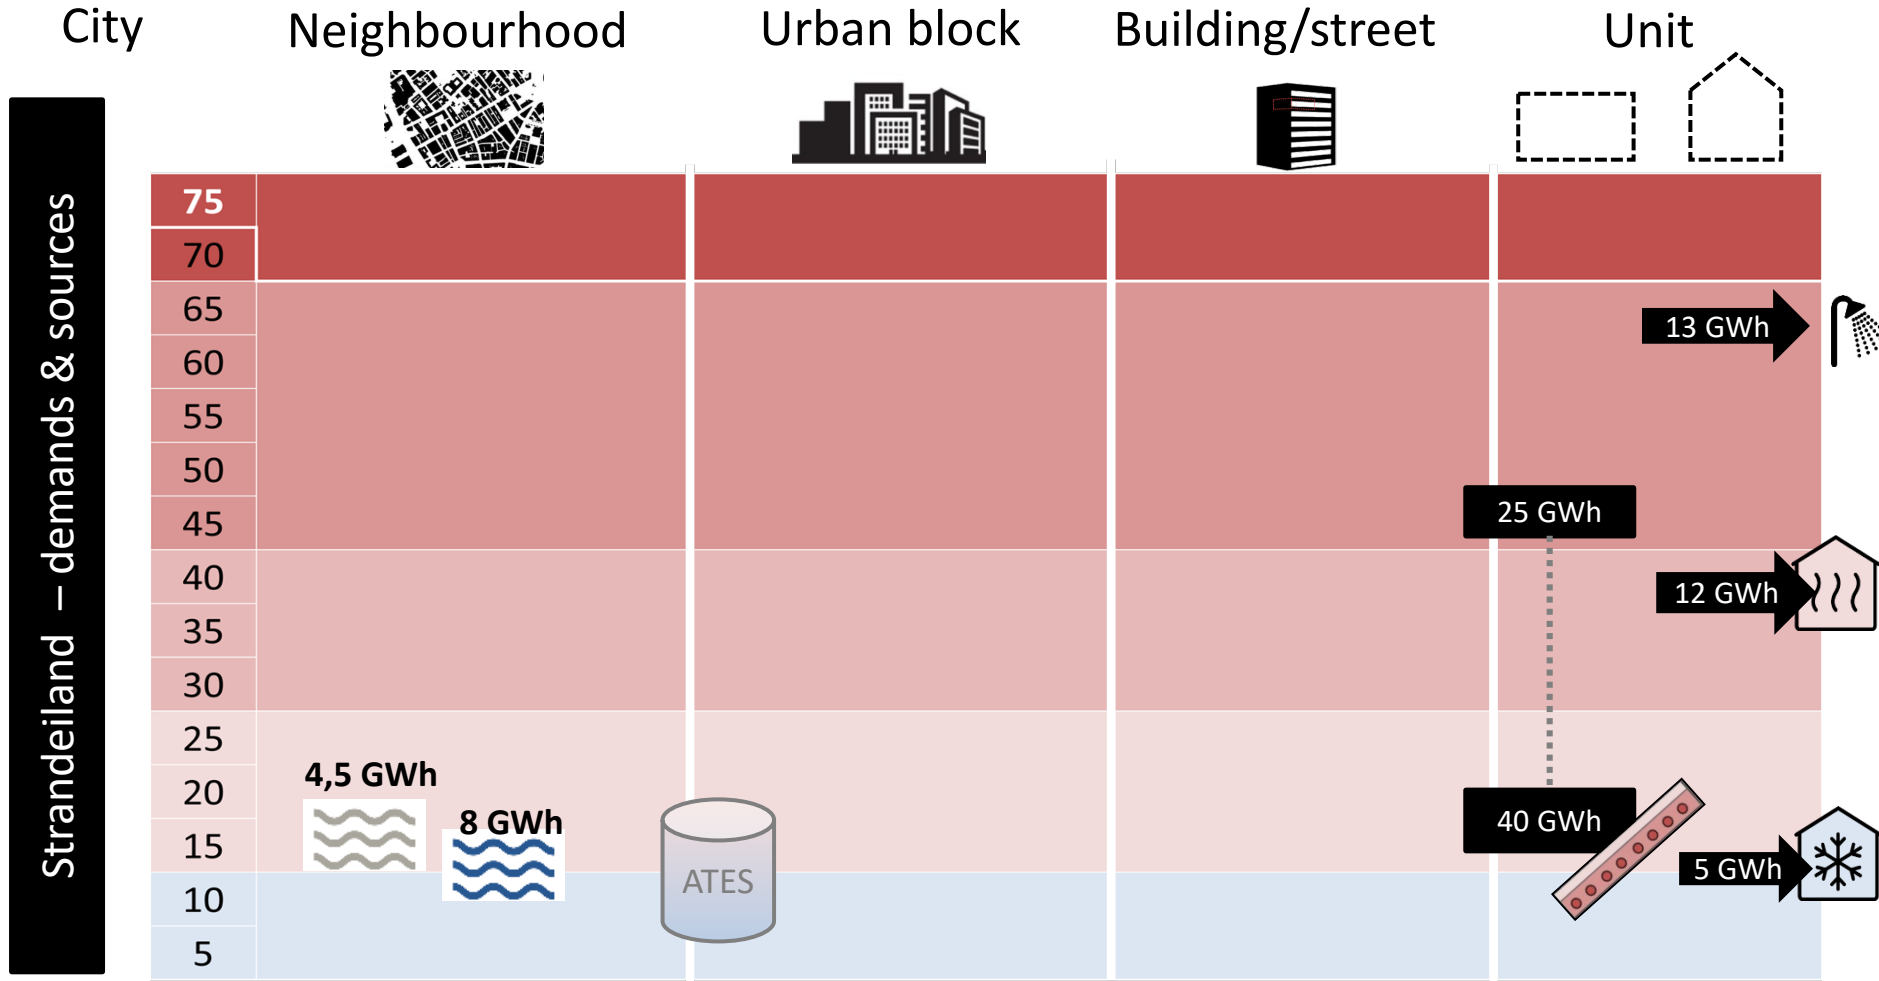 City
Neighbourhood
Urban block
Building/street
Unit
Strandeiland – demands & sources
75
70
65
13 GWh
60
55
50
45
25 GWh
40
12 GWh
35
30
25
4,5 GWh
20
8 GWh
40 GWh
15
5 GWh
ATES
10
5